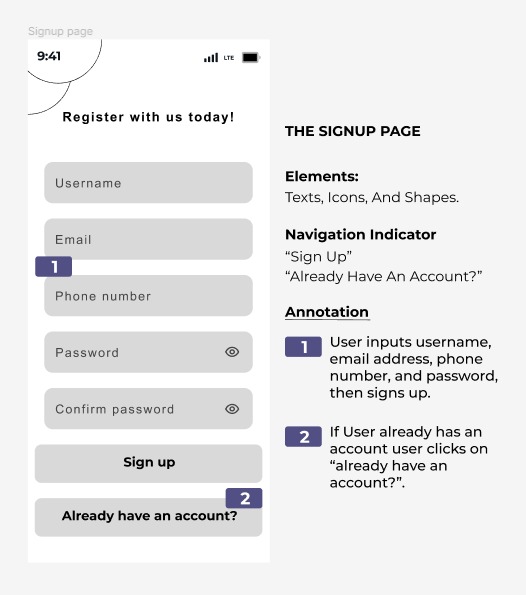 Signup page
9:41
LTE
Register with us today!
Username
Email
1
Phone number
Password
Confirm password
Sign up
2
Already have an account?
THE SIGNUP PAGE
Elements:
Texts, Icons, And Shapes.
Navigation Indicator
“Sign Up”
“Already Have An Account?”
Annotation
1
User inputs username,
email address, phone
number, and password,
then signs up.
2
If User already has an
account user clicks on
“already have an
account?”.